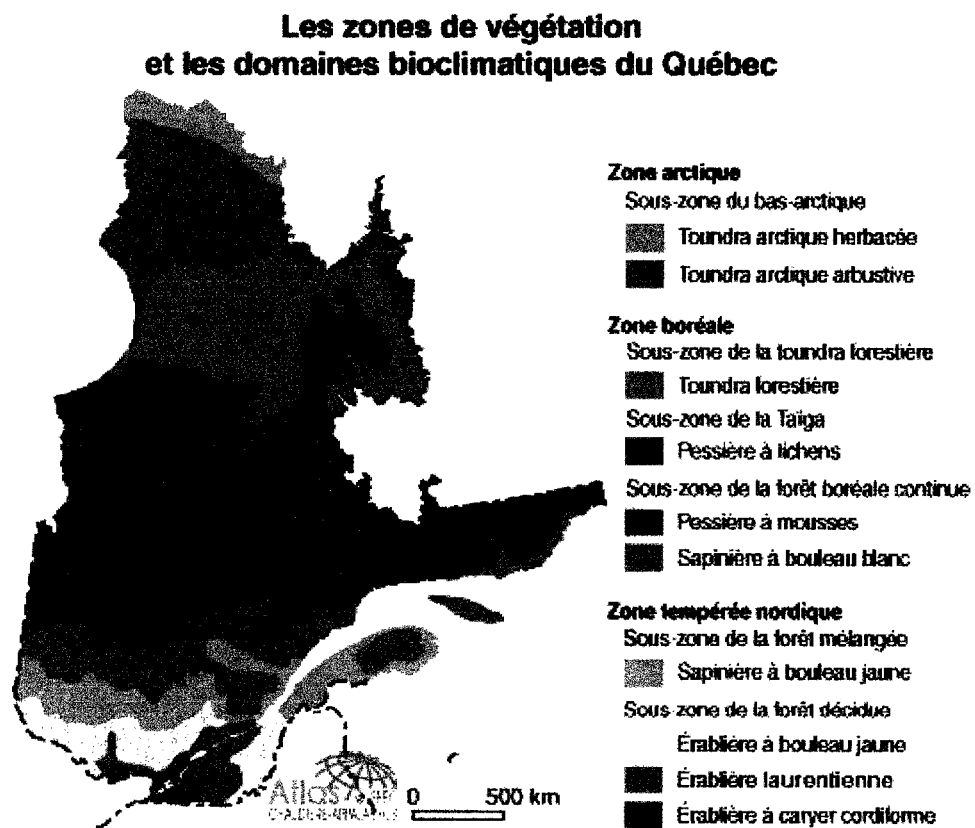 Les zones de végétation
et les domaines bioclimatiques du Québec
Zone arctique
Sous-zone du bas-arctique
Toundra arctique herbacée
Toundra arctique arbustive
Zone boréale
Sous-zone de la toundra forestière
Toundra forestière
Sous-zone de la Taïga
Pessière à lichens
Sous-zone de la forêt boréale continue
Pessière à mousses
Sapinière à bouleau blanc
Zone tempérée nordique
Sous-zone de la forêt mélangée
Sapinière à bouleau jaune
Sous-zone de la forêt décidue
Érablière à bouleau jaune
Érablière laurentienne
Érablière à caryer cordiforme
Atlas
CHAUDIÈRE-APPALACHES
0 500 km